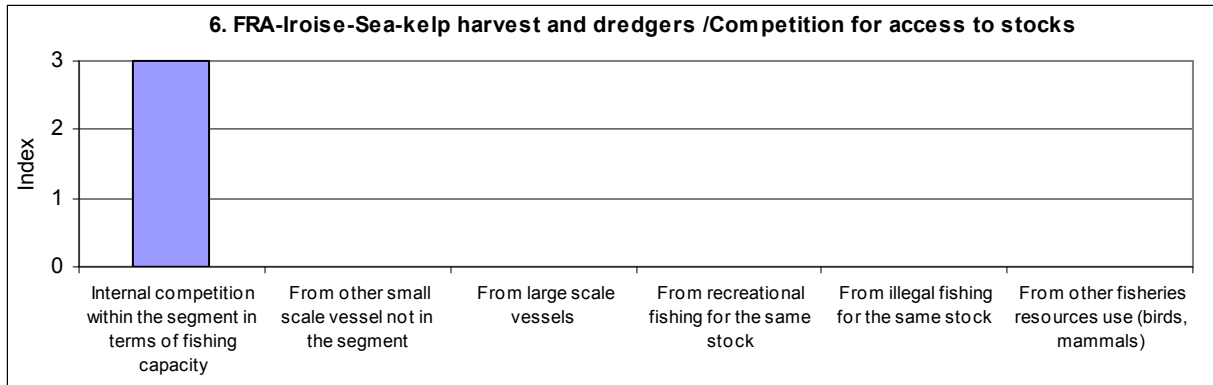 6. FRA-Iroise-Sea-kelp harvest and dredgers /Competition for access to stocks
3
2
1
0
Index
Internal competition
within the segment in
terms of fishing
capacity
From other small
scale vessel not in
the segment
From large scale
vessels
From recreational
fishing for the same
stock
From illegal fishing
for the same stock
From other fisheries
resources use (birds,
mammals)